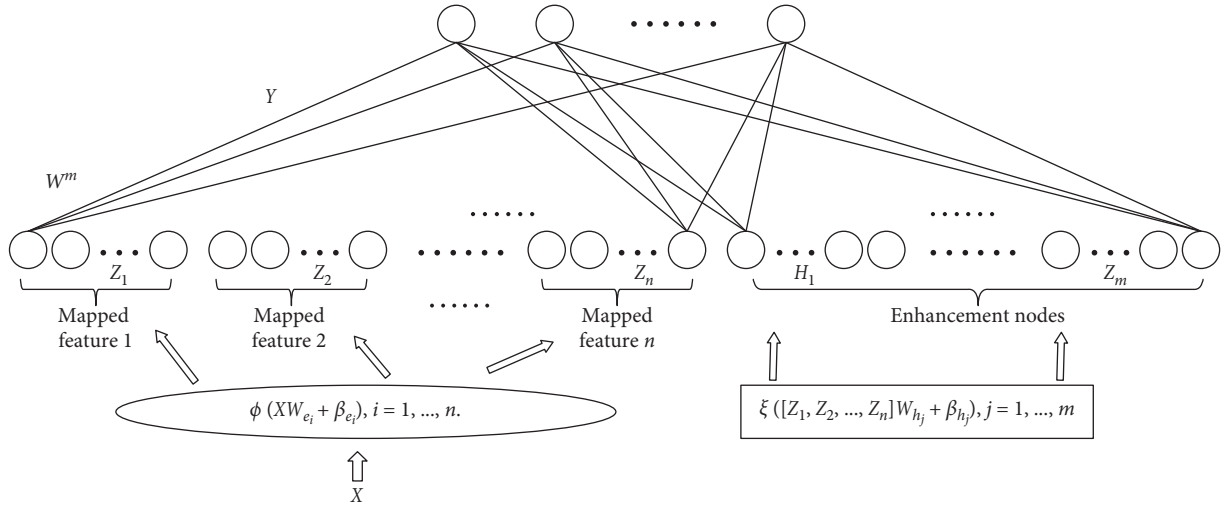 Y
W^m
Z_1
Z_2
Z_n
H_1
Z_m
Mapped
feature 1
Mapped
feature 2
Mapped
feature n
Enhancement nodes
ϕ (XW_{e_i} + β_{e_i}), i = 1, ..., n.
ξ ([Z_1, Z_2, ..., Z_n]W_{h_j} + β_{h_j}), j = 1, ..., m
X